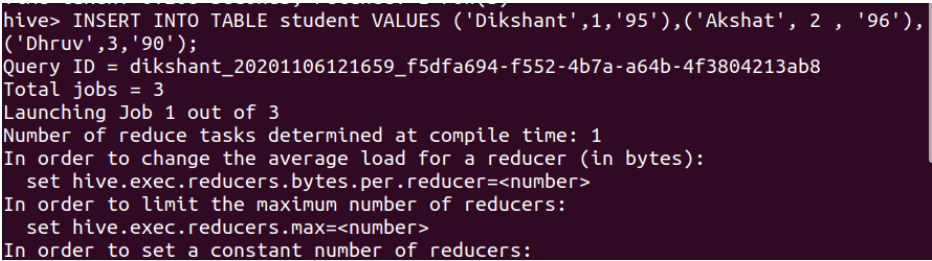 hive> INSERT INTO TABLE student VALUES ('Dikshant',1,'95'),('Akshat', 2 , '96'),
('Dhruv',3,'90');
Query ID = dikshant_20201106121659_f5dfa694-f552-4b7a-a64b-4f3804213ab8
Total jobs = 3
Launching Job 1 out of 3
Number of reduce tasks determined at compile time: 1
In order to change the average load for a reducer (in bytes):
  set hive.exec.reducers.bytes.per.reducer=<number>
In order to limit the maximum number of reducers:
  set hive.exec.reducers.max=<number>
In order to set a constant number of reducers: